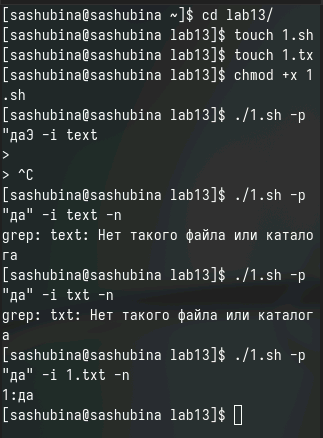 [sashubina@sashubina ~]$ cd lab13/
[sashubina@sashubina lab13]$ touch 1.sh
[sashubina@sashubina lab13]$ touch 1.tx
[sashubina@sashubina lab13]$ chmod +x 1
.sh
[sashubina@sashubina lab13]$ ./1.sh -p
"даЭ -i text
>
> ^C
[sashubina@sashubina lab13]$ ./1.sh -p
"да" -i text -n
grep: text: Нет такого файла или катало
га
[sashubina@sashubina lab13]$ ./1.sh -p
"да" -i txt -n
grep: txt: Нет такого файла или каталог
а
[sashubina@sashubina lab13]$ ./1.sh -p
"да" -i 1.txt -n
1:да
[sashubina@sashubina lab13]$